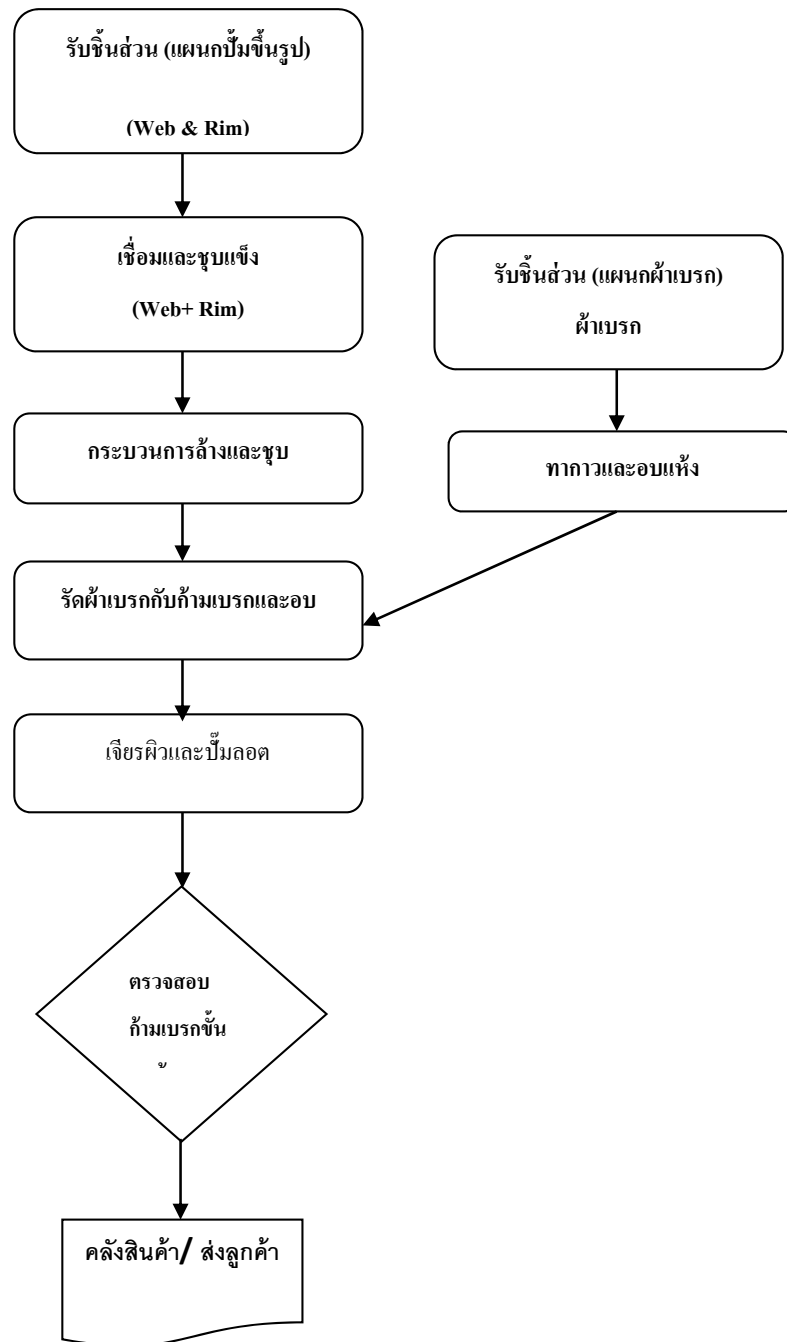 รับชิ้นส่วน (แผนกปั้มขึ้นรูป)
(Web & Rim)
เชื่อมและชุบแข็ง
(Web+ Rim)
รับชิ้นส่วน (แผนกผ้าเบรก)
ผ้าเบรก
กระบวนการล้างและชุบ
ทากาวและอบแห้ง
รัดผ้าเบรกกับก้ามเบรกและอบ
เจียรผิวและปั๊มลอต
ตรวจสอบ
ก้ามเบรกขั้น
คลังสินค้า/ ส่งลูกค้า